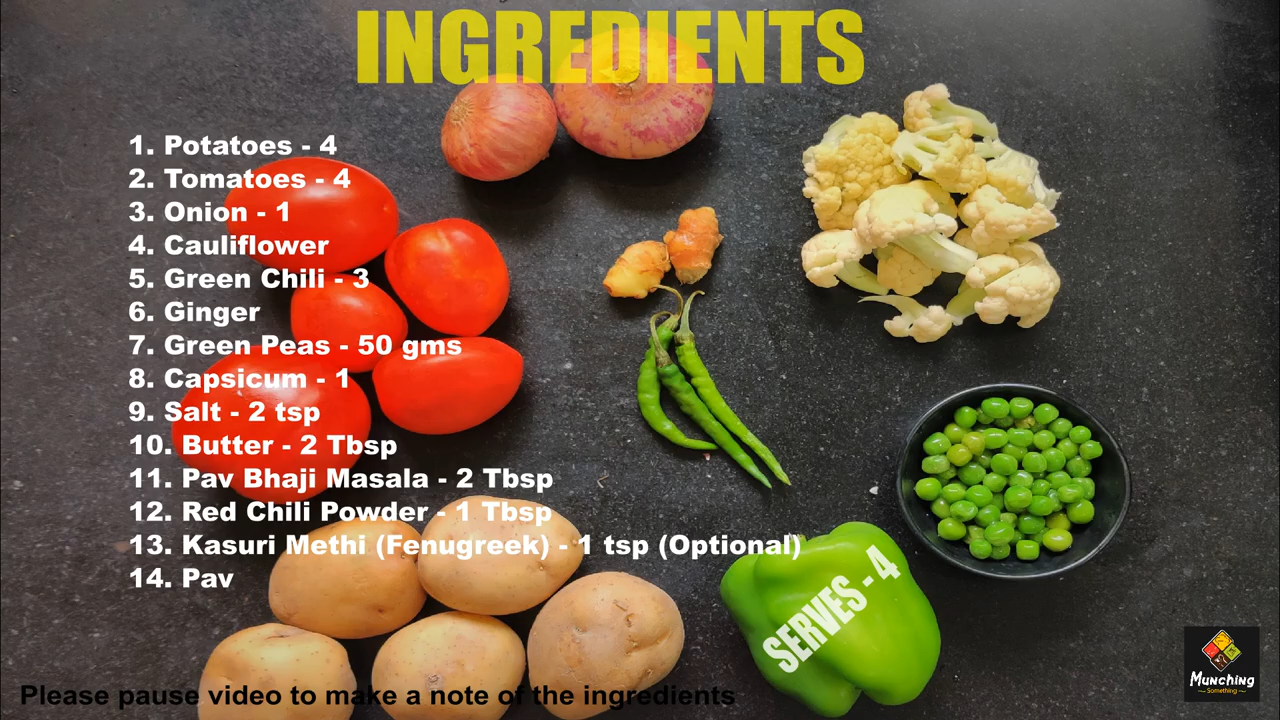 INGREDIENTS
1. Potatoes - 4
2. Tomatoes - 4
3. Onion - 1
4. Cauliflower
5. Green Chili - 3
6. Ginger
7. Green Peas - 50 gms
8. Capsicum - 1
9. Salt - 2 tsp
10. Butter - 2 Tbsp
11. Pav Bhaji Masala - 2 Tbsp
12. Red Chili Powder - 1 Tbsp
13. Kasuri Methi (Fenugreek) - 1 tsp (Optional)
14. Pav
SERVES - 4
Please pause video to make a note of the ingredients
Munching
Something